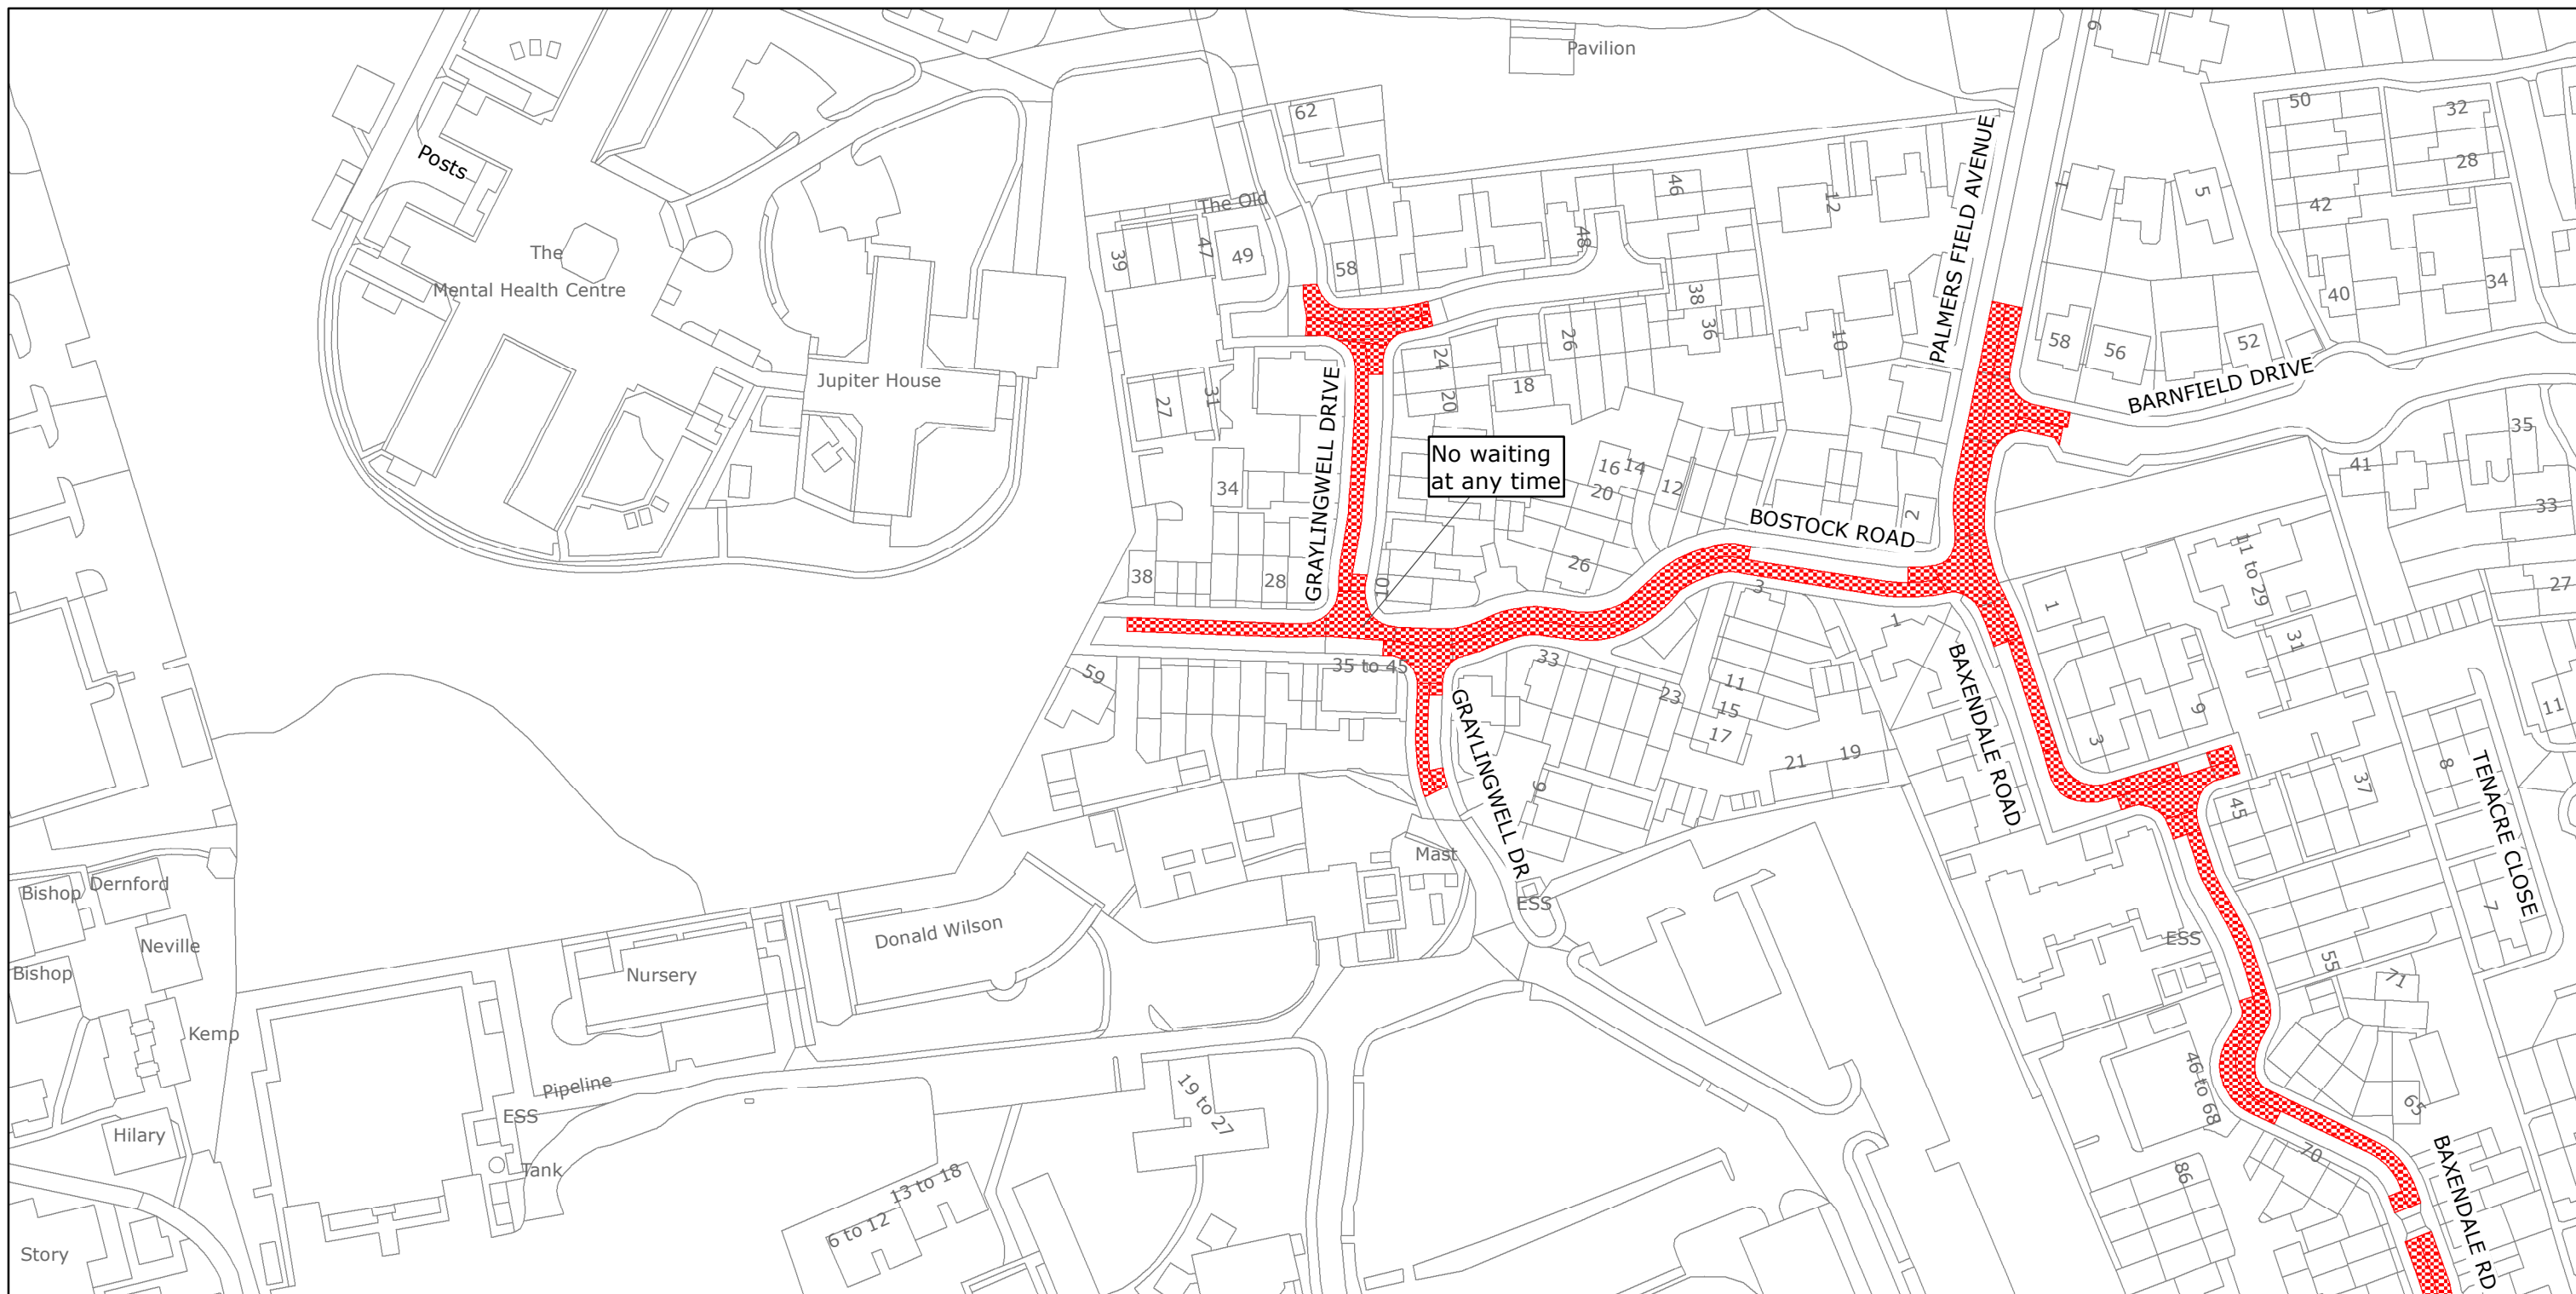 Pavilion
6
Posts
62
50
32
28
The Old
46
12
1
5
42
39
47
49
58
48
The
Mental Health Centre
PALMERS FIELD AVENUE
38
36
40
34
26
10
58
56
52
24
18
20
Jupiter House
27
31
GRAYLINGWELL DRIVE
BARNFIELD DRIVE
35
No waiting
at any time
34
16
14
20
12
41
33
2
BOSTOCK ROAD
11 to 29
38
28
10
26
3
1
27
1
31
35 to 45
59
33
23
11
15
17
BAXENDALE ROAD
9
3
11
GRAYLINGWELL DR
21
19
9
8
37
45
TENACRE CLOSE
Mast
Bishop
Dernford
ESS
Donald Wilson
7
Neville
Bishop
Nursery
ESS
55
71
Kemp
Pipeline
ESS
19 to 27
46 to 68
65
Hilary
Tank
70
13 to 18
6 to 12
86
BAXENDALE RD
Story